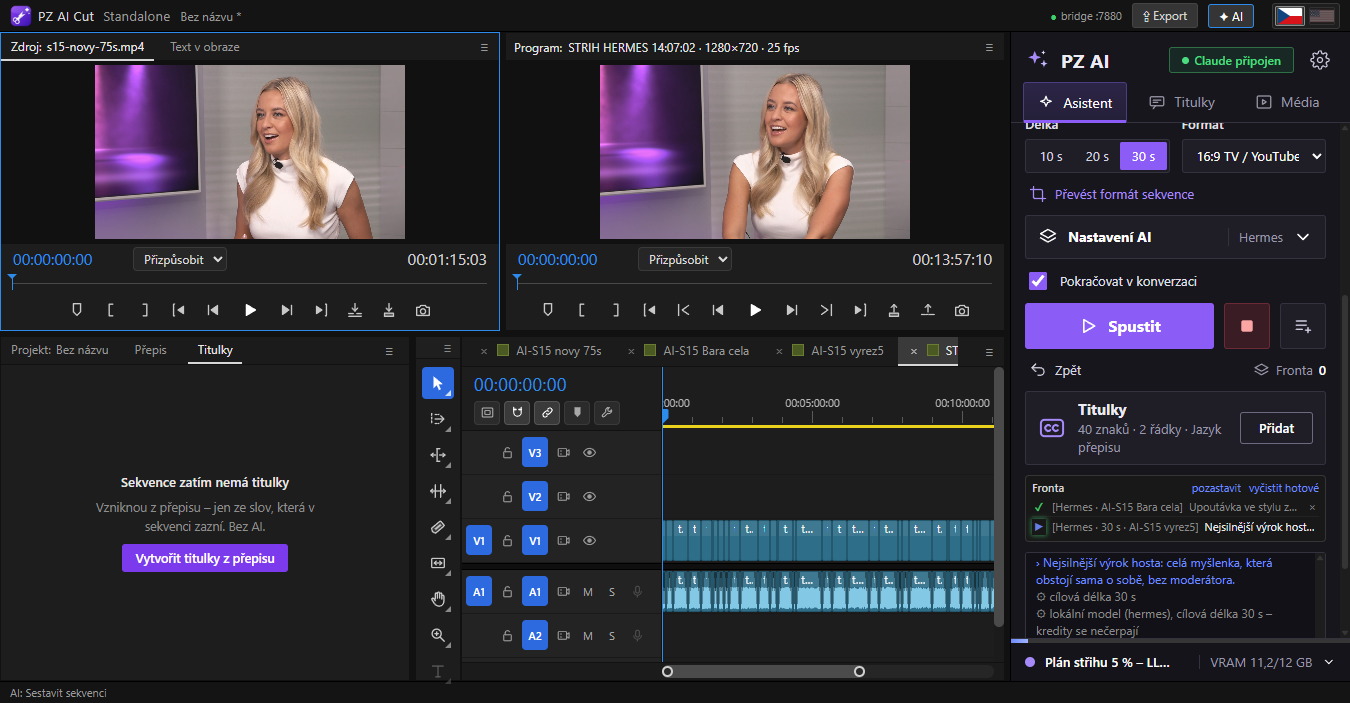 PZ AI Cut Standalone Bez názvu *
bridge :7880
Export
AI
Zdroj: s15-novy-75s.mp4
Text v obraze
Program: STRIH HERMES 14:07:02 · 1280×720 · 25 fps
00:00:00:00
Přizpůsobit
00:01:15:03
00:00:00:00
Přizpůsobit
00:13:57:10
Projekt: Bez názvu
Přepis
Titulky
Sekvence zatím nemá titulky
Vzniknou z přepisu – jen ze slov, která v
sekvenci zazní. Bez AI.
Vytvořit titulky z přepisu
× AI-S15 novy 75s
× AI-S15 Bara cela
× AI-S15 vyrez5
× ST
00:00:00:00
00:00
00:05:00:00
00:10:00:00
V3
V2
V1 V1
t. t t. t t t... t t... t t... t. t t
A1 A1 M S
t. t t. t t t... t t... t t... t. t t
A2 M S
AI: Sestavit sekvenci
PZ AI
Claude připojen
Asistent
Titulky
Média
Délka
Formát
10 s 20 s 30 s
16:9 TV / YouTube
Převést formát sekvence
Nastavení AI
Hermes
Pokračovat v konverzaci
Spustit
Zpět
Fronta 0
CC
Titulky
40 znaků · 2 řádky · Jazyk
přepisu
Přidat
Fronta
pozastavit vyčistit hotové
[Hermes · AI-S15 Bara cela] Upoutávka ve stylu z... ×
[Hermes · 30 s · AI-S15 vyrez5] Nejsilnější výrok host...
› Nejsilnější výrok hosta: celá myšlenka, která
obstojí sama o sobě, bez moderátora.
cílová délka 30 s
lokální model (hermes), cílová délka 30 s –
kredity se nečerpají
Plán střihu 5 % – LL...
VRAM 11,2/12 GB